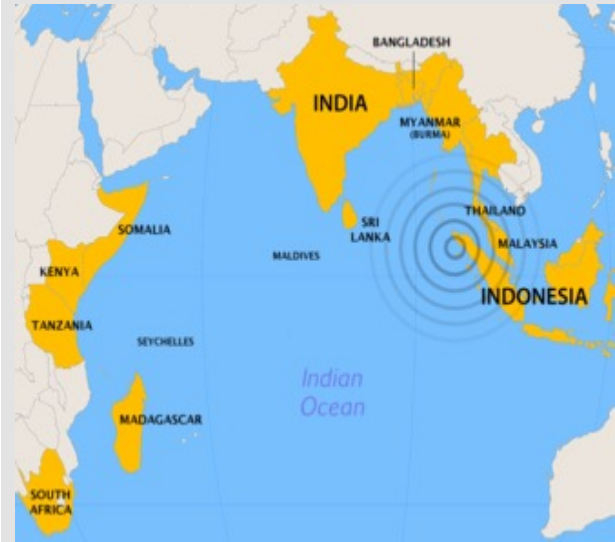 BANGLADESH
INDIA
MYANMAR
(BURMA)
THAILAND
SRI
LANKA
MALAYSIA
SOMALIA
MALDIVES
KENYA
INDONESIA
TANZANIA
SEYCHELLES
Indian
Ocean
MADAGASCAR
SOUTH
AFRICA